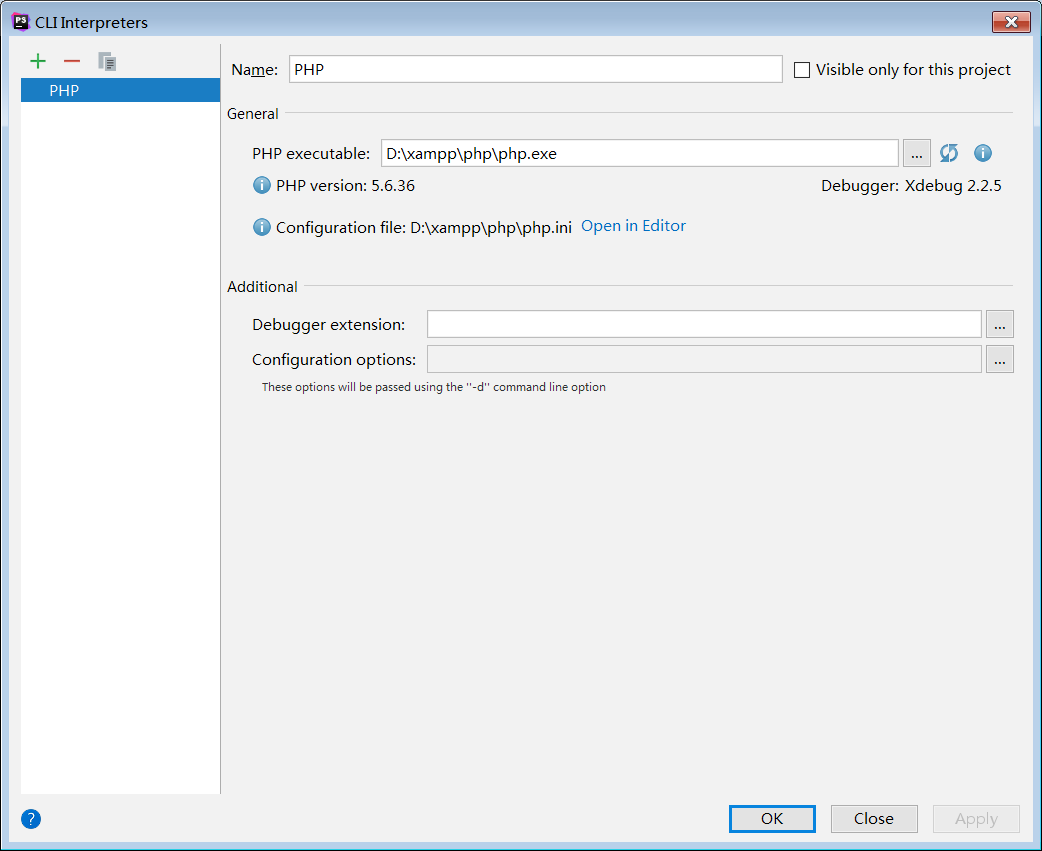 CLI Interpreters
PHP
Name: PHP Visible only for this project
General
PHP executable: D:\xampp\php\php.exe ...
PHP version: 5.6.36 Debugger: Xdebug 2.2.5
Configuration file: D:\xampp\php\php.ini Open in Editor
Additional
Debugger extension: ...
Configuration options: ...
These options will be passed using the "-d" command line option
? OK Close Apply